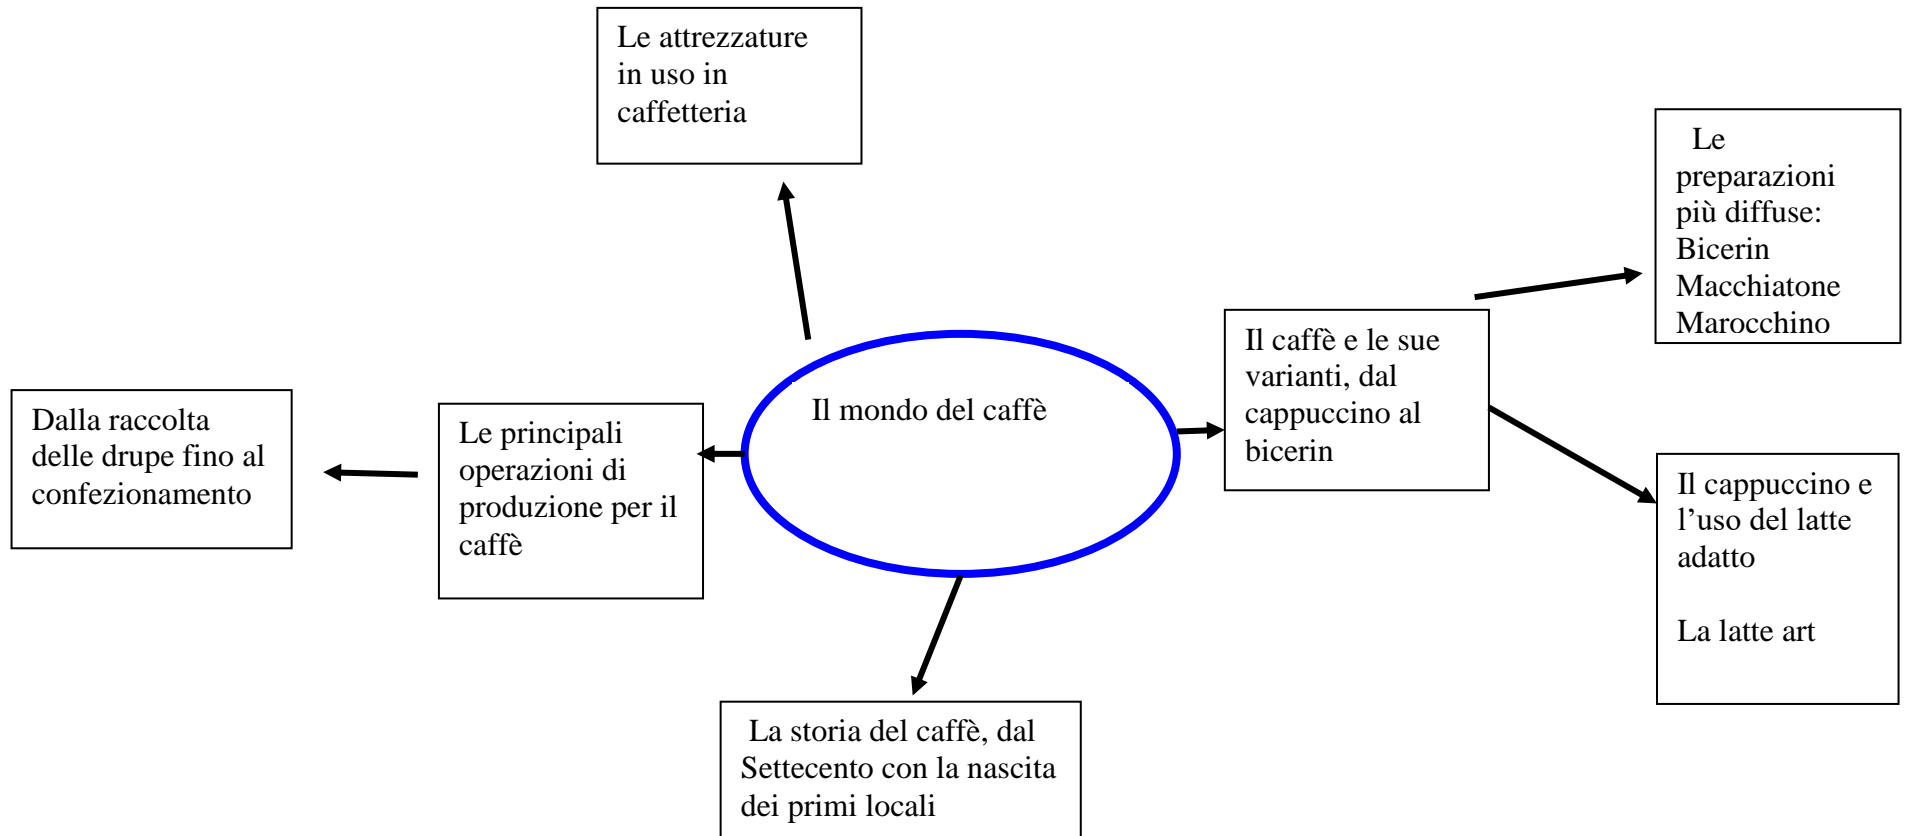 Le attrezzature
in uso in
caffetteria
Le
preparazioni
più diffuse:
Bicerin
Macchiatone
Marocchino
Il caffè e le sue
varianti, dal
cappuccino al
bicerin
Il mondo del caffè
Dalla raccolta
delle drupe fino al
confezionamento
Le principali
operazioni di
produzione per il
caffè
Il cappuccino e
l’uso del latte
adatto
La latte art
La storia del caffè, dal
Settecento con la nascita
dei primi locali